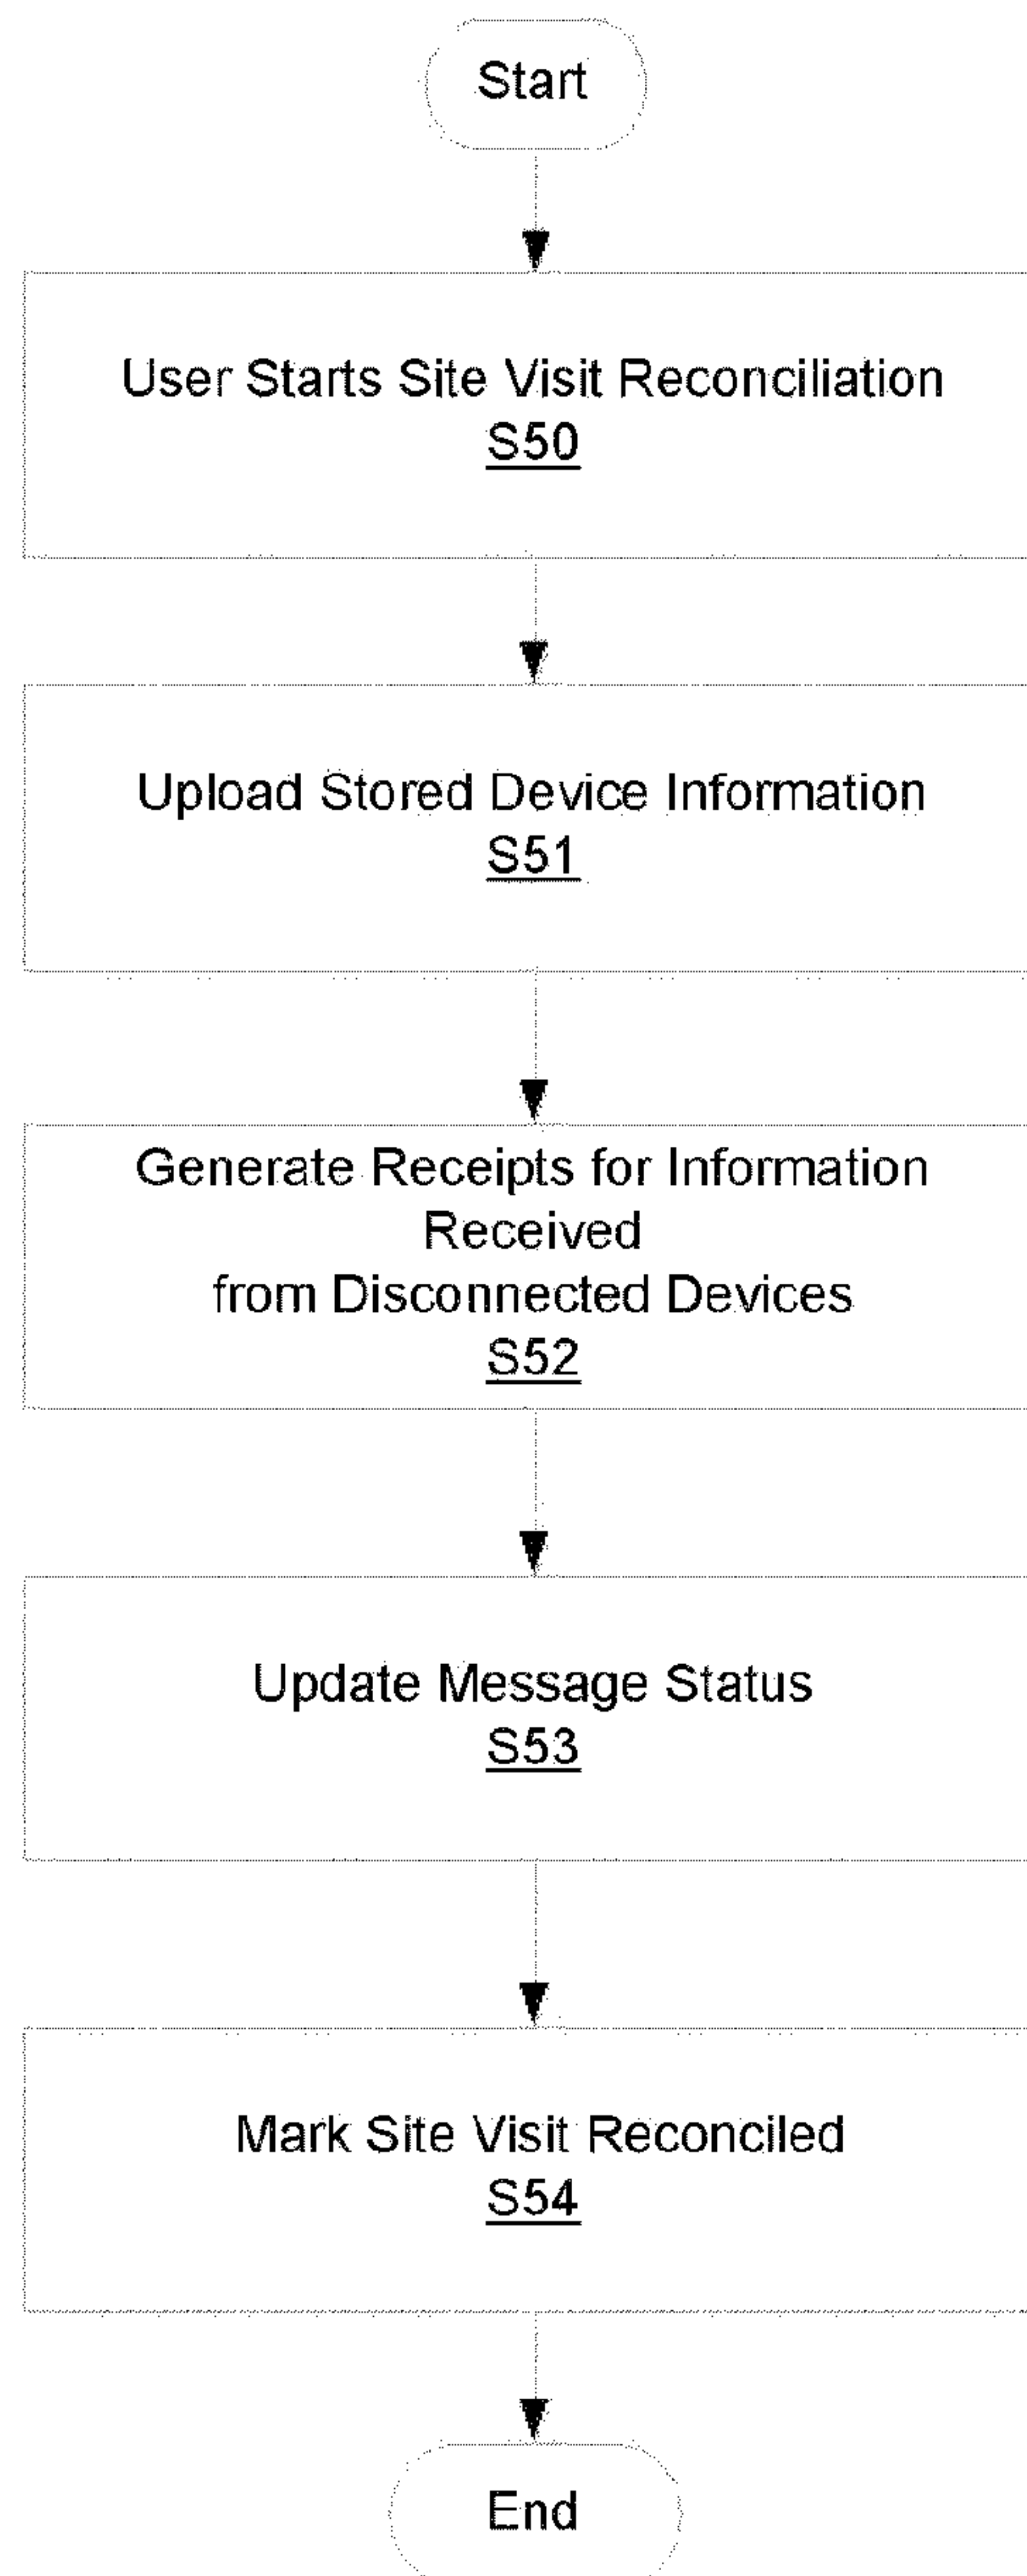 Start
User Starts Site Visit Reconciliation
S50
Upload Stored Device Information
S51
Generate Receipts for Information
Received
from Disconnected Devices
S52
Update Message Status
S53
Mark Site Visit Reconciled
S54
End